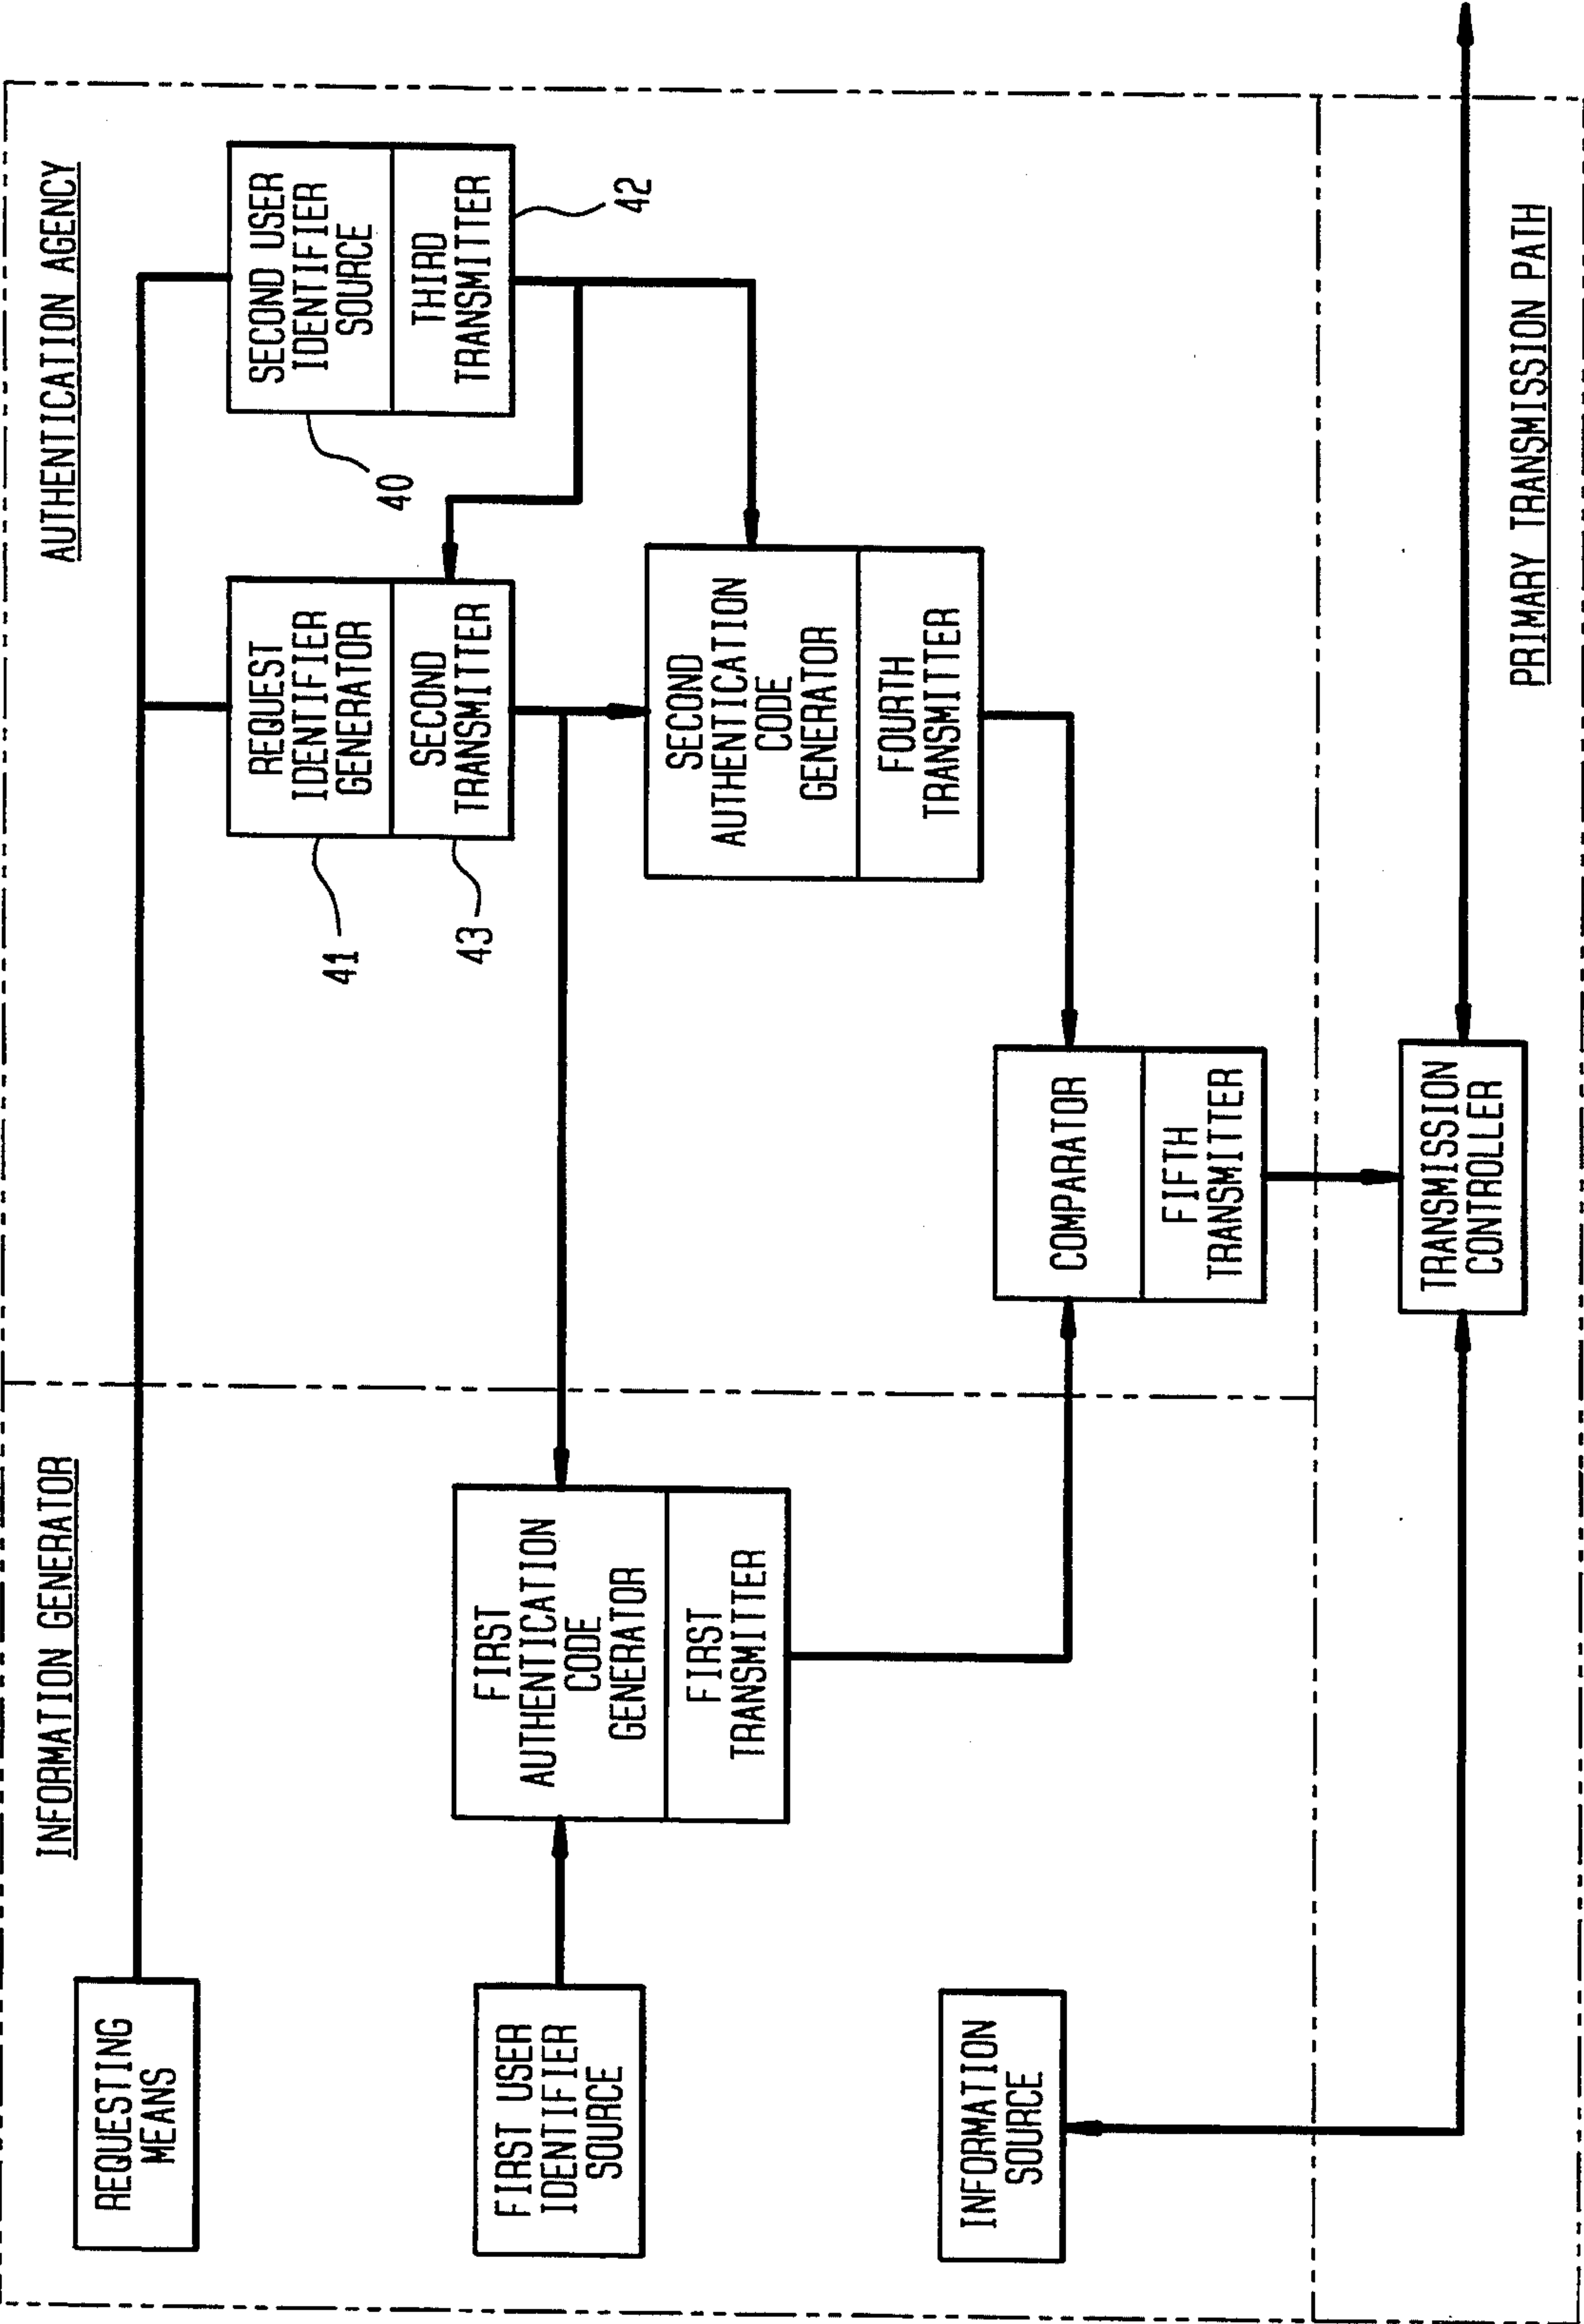 INFORMATION GENERATOR
AUTHENTICATION AGENCY
REQUESTING
MEANS
REQUEST
IDENTIFIER
GENERATOR
SECOND
TRANSMITTER
41
43
SECOND USER
IDENTIFIER
SOURCE
THIRD
TRANSMITTER
40
42
FIRST USER
IDENTIFIER
SOURCE
FIRST
AUTHENTICATION
CODE
GENERATOR
FIRST
TRANSMITTER
SECOND
AUTHENTICATION
CODE
GENERATOR
FOURTH
TRANSMITTER
INFORMATION
SOURCE
COMPARATOR
FIFTH
TRANSMITTER
TRANSMISSION
CONTROLLER
PRIMARY TRANSMISSION PATH